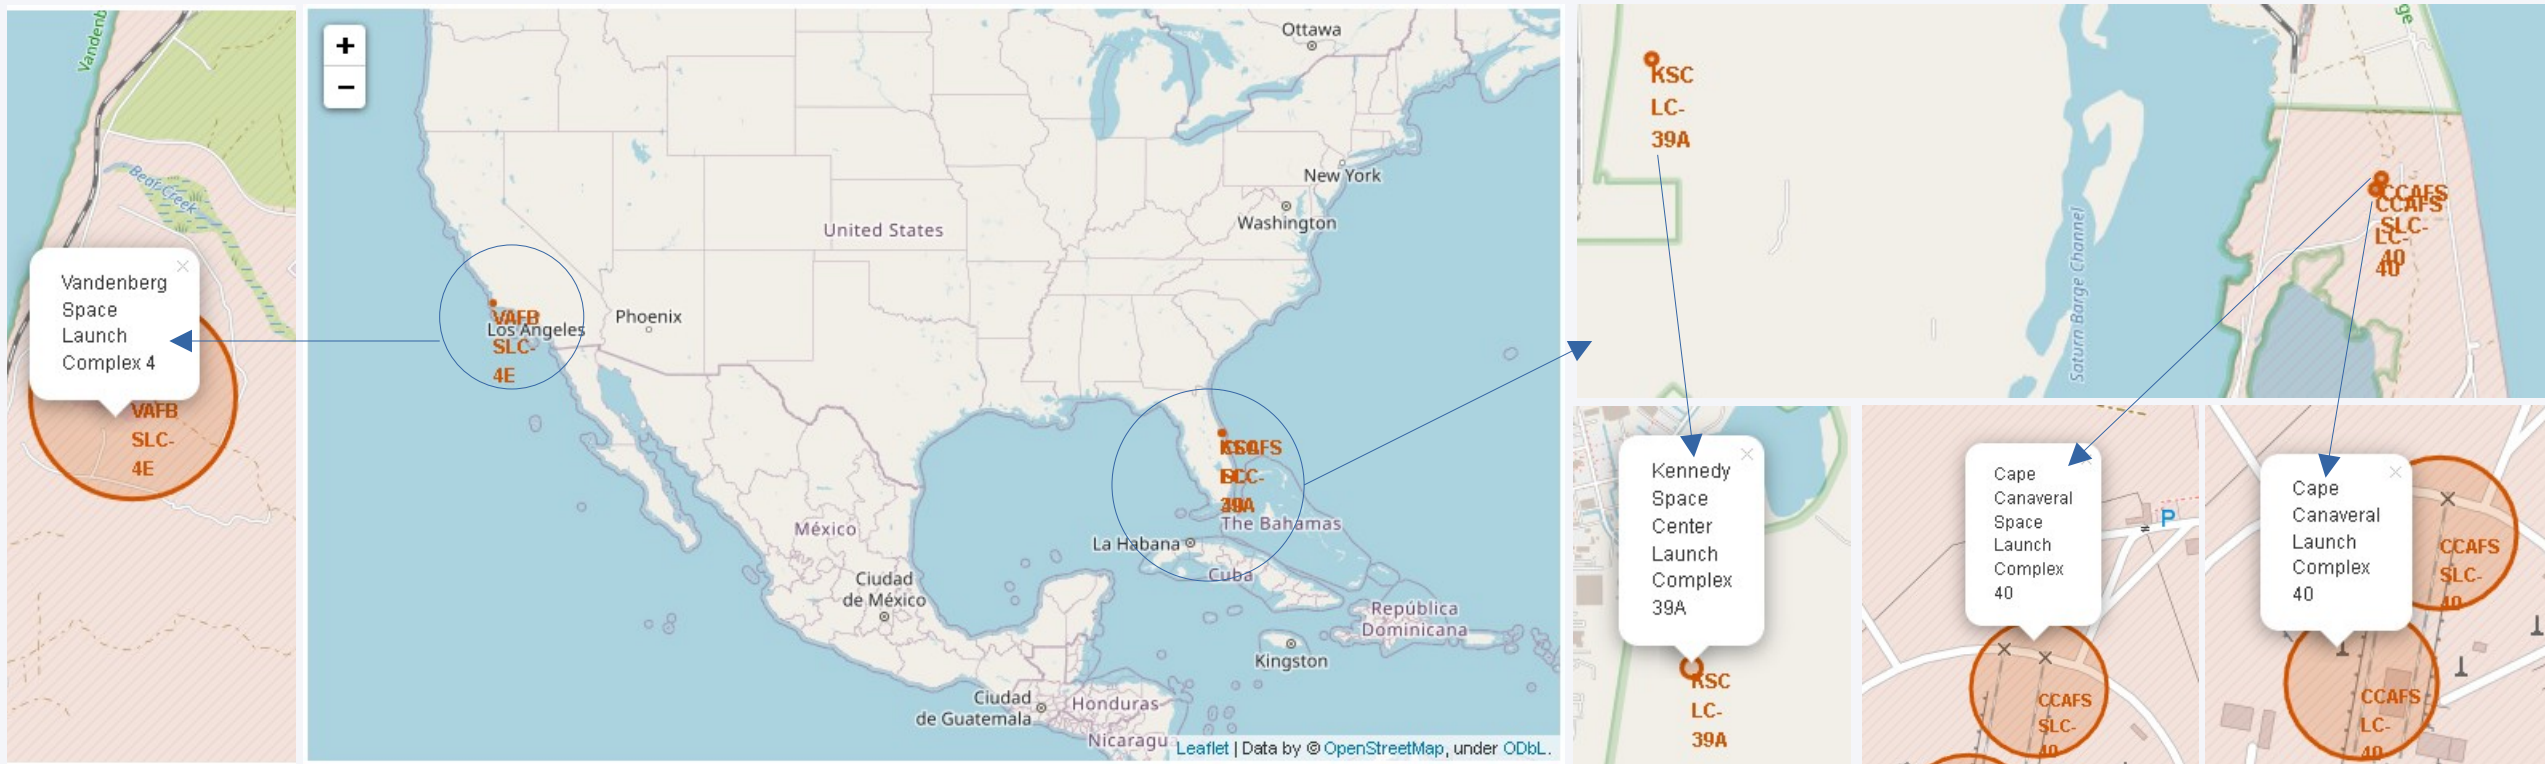 Vandenb
Bear Creek
Vandenberg
Space
Launch
Complex 4
×
VAFB
SLC-
4E
+
−
Ottawa
New York
Washington
United States
Phoenix
Los Angeles
VAFB
SLC-
4E
México
Ciudad
de México
La Habana
The Bahamas
Cuba
República
Dominicana
Kingston
Ciudad
de Guatemala
Honduras
Nicaragu
Leaflet | Data by © OpenStreetMap, under ODbL.
KSC
LC-
39A
ge
Saturn Barge Channel
CCAFS
SLC-
40
CCAFS
LC-
40
Kennedy
Space
Center
Launch
Complex
39A
×
KSC
LC-
39A
Cape
Canaveral
Space
Launch
Complex
40
P
CCAFS
SLC-
40
Cape
Canaveral
Launch
Complex
40
×
CCAFS
SLC-
40
CCAFS
LC-
40